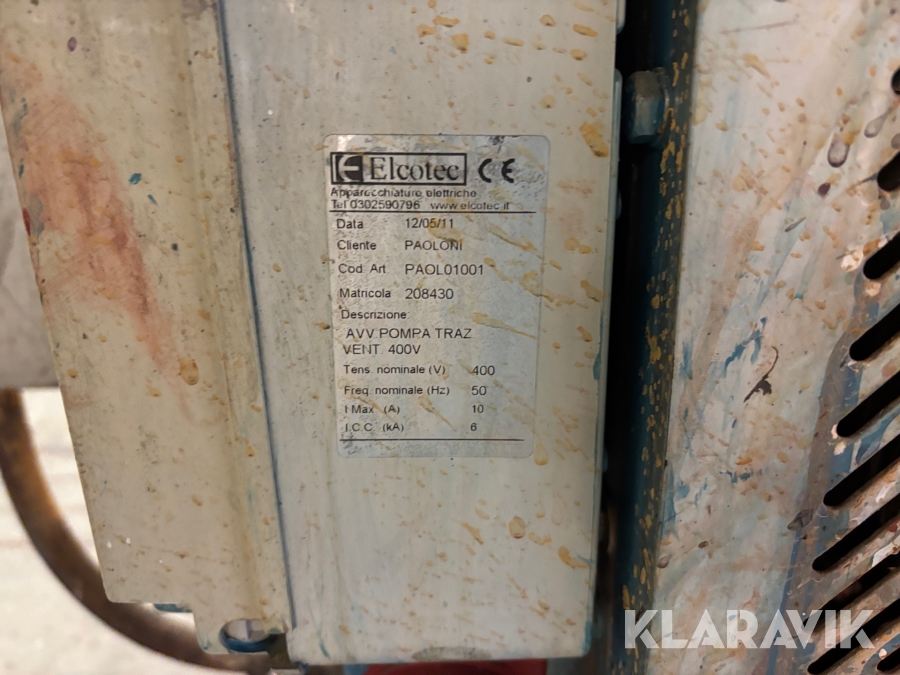 KLARAVIK
E Elcotec CE
Apparecchiature elettriche
Tel 0302590796 www.elcotec.it
Data 12/05/11
Cliente PAOLONI
Cod Art. PAOL01001
Matricola 208430
Descrizione:
AVV POMPA TRAZ
VENT. 400V
Tens. nominale (V) 400
Freq. nominale (Hz) 50
I Max (A) 10
I.C.C. (kA) 6
KLARAVIK